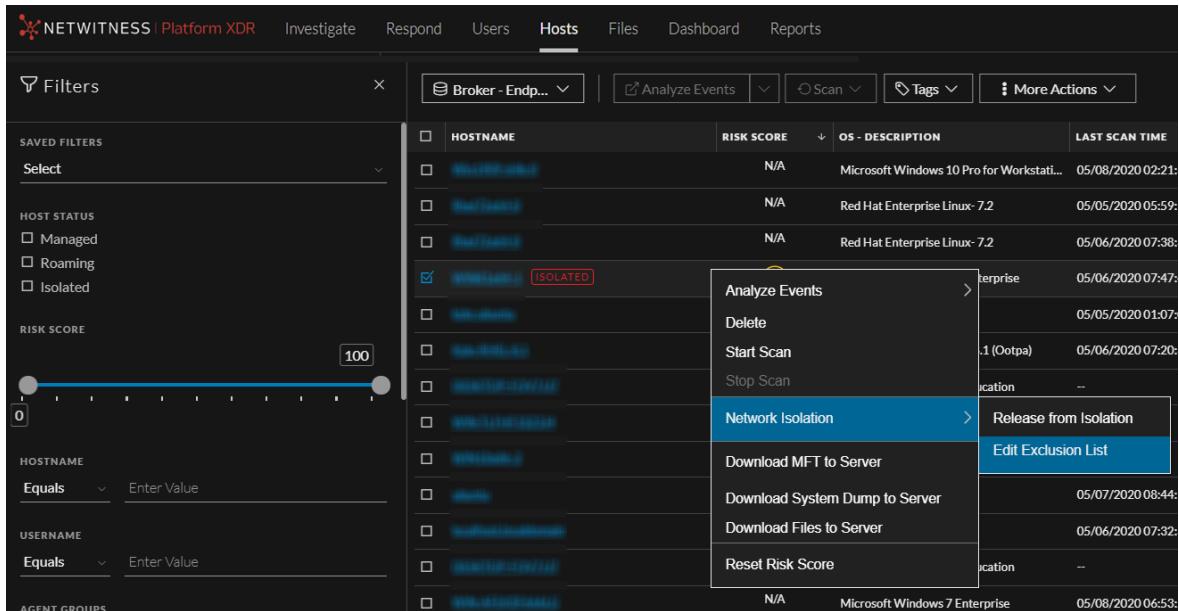 NETWITNESS | Platform XDR Investigate Respond Users Hosts Files Dashboard Reports
Filters
SAVED FILTERS
Select
HOST STATUS
Managed
Roaming
Isolated
RISK SCORE
100
0
HOSTNAME
Equals Enter Value
USERNAME
Equals Enter Value
AGENT GROUPS
Broker - Endp... Analyze Events Scan Tags More Actions
HOSTNAME RISK SCORE OS - DESCRIPTION LAST SCAN TIME
N/A Microsoft Windows 10 Pro for Workstati... 05/08/2020 02:21:
N/A Red Hat Enterprise Linux- 7.2 05/05/2020 05:59:
N/A Red Hat Enterprise Linux- 7.2 05/06/2020 07:38:
ISOLATED terprise 05/06/2020 07:47:
05/05/2020 01:07:
.1 (Ootpa) 05/06/2020 07:20:
ucation --
05/07/2020 08:44:
05/06/2020 07:32:
ucation --
N/A Microsoft Windows 7 Enterprise 05/08/2020 06:53:
Analyze Events
Delete
Start Scan
Stop Scan
Network Isolation
Download MFT to Server
Download System Dump to Server
Download Files to Server
Reset Risk Score
Release from Isolation
Edit Exclusion List